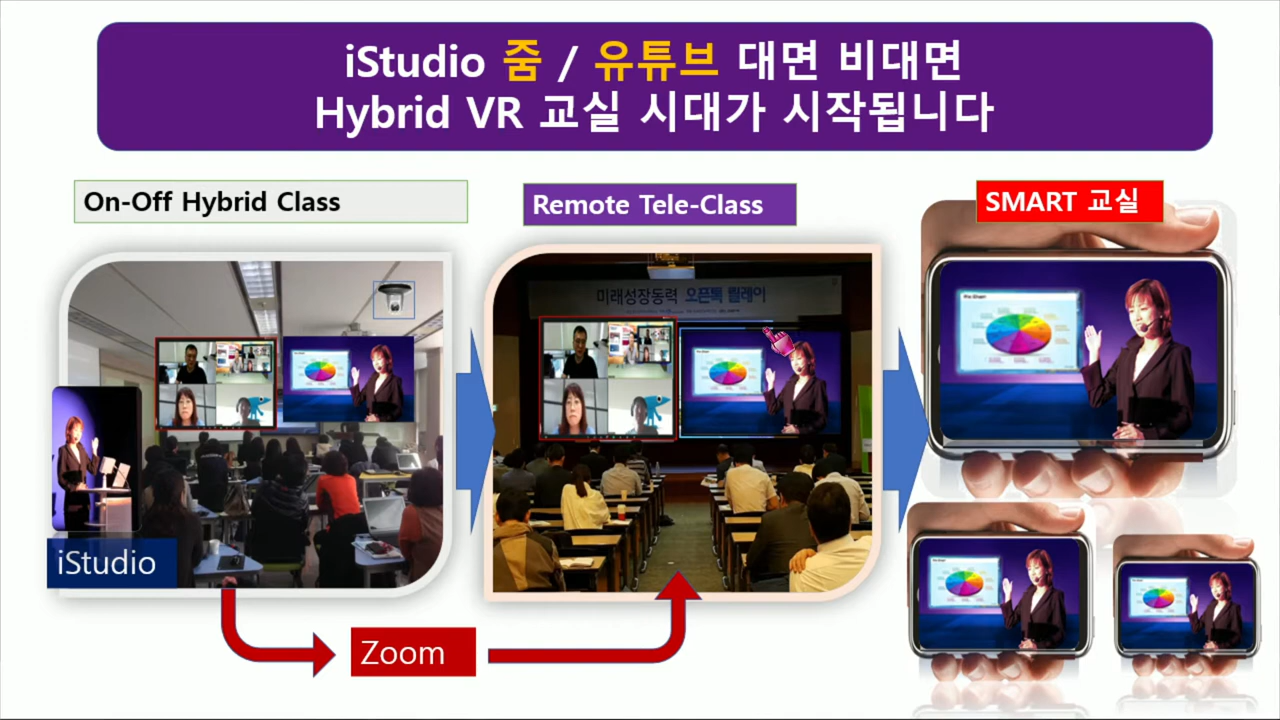 iStudio 줌 / 유튜브 대면 비대면
Hybrid VR 교실 시대가 시작됩니다
On-Off Hybrid Class
Remote Tele-Class
SMART 교실
미래성장동력 오픈톡 릴레이
iStudio
Zoom